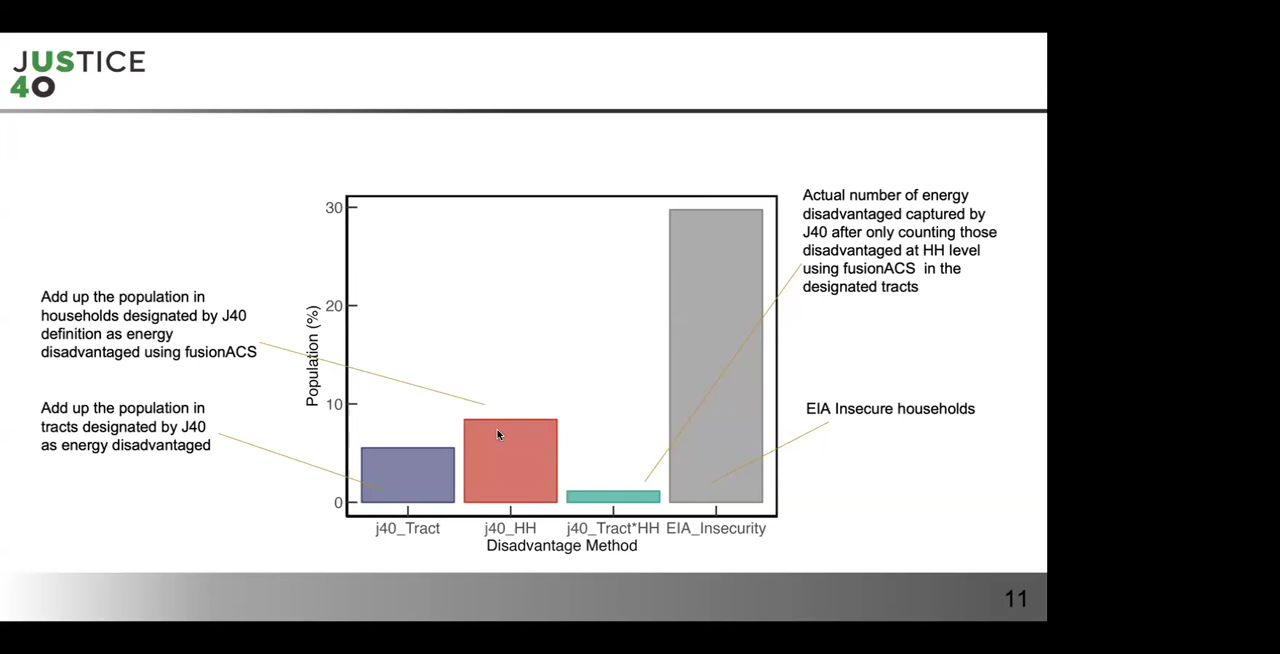 JUSTICE
40
Add up the population in
households designated by J40
definition as energy
disadvantaged using fusionACS
Add up the population in
tracts designated by J40
as energy disadvantaged
Population (%)
30
20
10
0
j40_Tract
j40_HH
j40_Tract*HH
EIA_Insecurity
Disadvantage Method
Actual number of energy
disadvantaged captured by
J40 after only counting those
disadvantaged at HH level
using fusionACS in the
designated tracts
EIA Insecure households
11